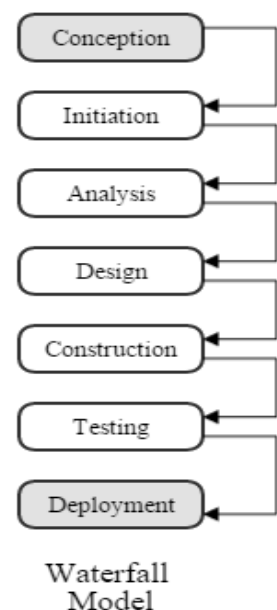 Conception
Initiation
Analysis
Design
Construction
Testing
Deployment
Waterfall
Model